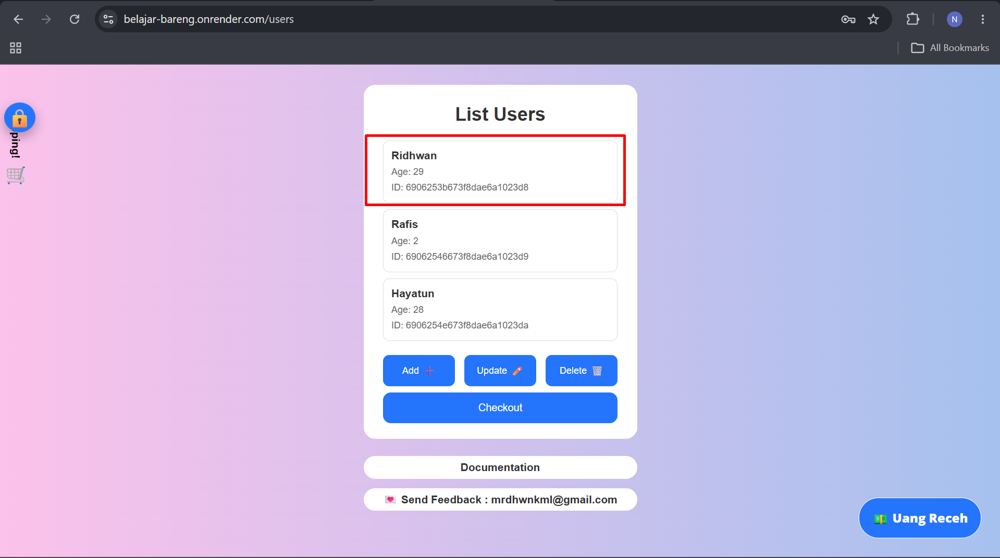 belajar-bareng.onrender.com/users
N
All Bookmarks
ping!
List Users
Ridhwan
Age: 29
ID: 6906253b673f8dae6a1023d8
Rafis
Age: 2
ID: 69062546673f8dae6a1023d9
Hayatun
Age: 28
ID: 6906254e673f8dae6a1023da
Add
Update
Delete
Checkout
Documentation
Send Feedback : mrdhwnkml@gmail.com
Uang Receh